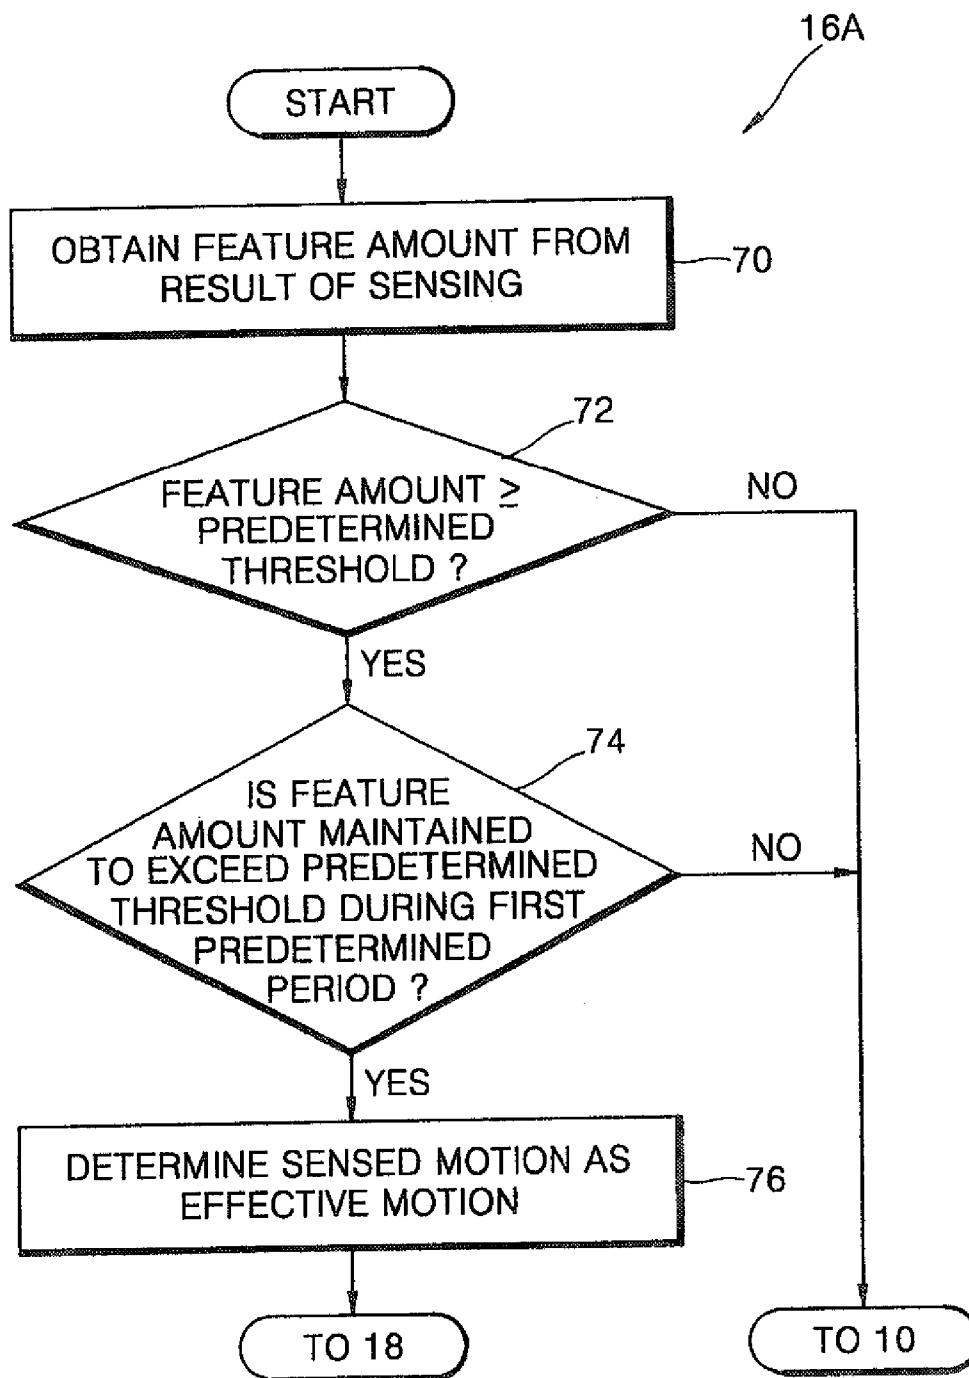 16A
START
OBTAIN FEATURE AMOUNT FROM
RESULT OF SENSING
70
72
FEATURE AMOUNT ≥
PREDETERMINED
THRESHOLD ?
NO
YES
74
IS FEATURE
AMOUNT MAINTAINED
TO EXCEED PREDETERMINED
THRESHOLD DURING FIRST
PREDETERMINED
PERIOD ?
NO
YES
DETERMINE SENSED MOTION AS
EFFECTIVE MOTION
76
TO 18
TO 10